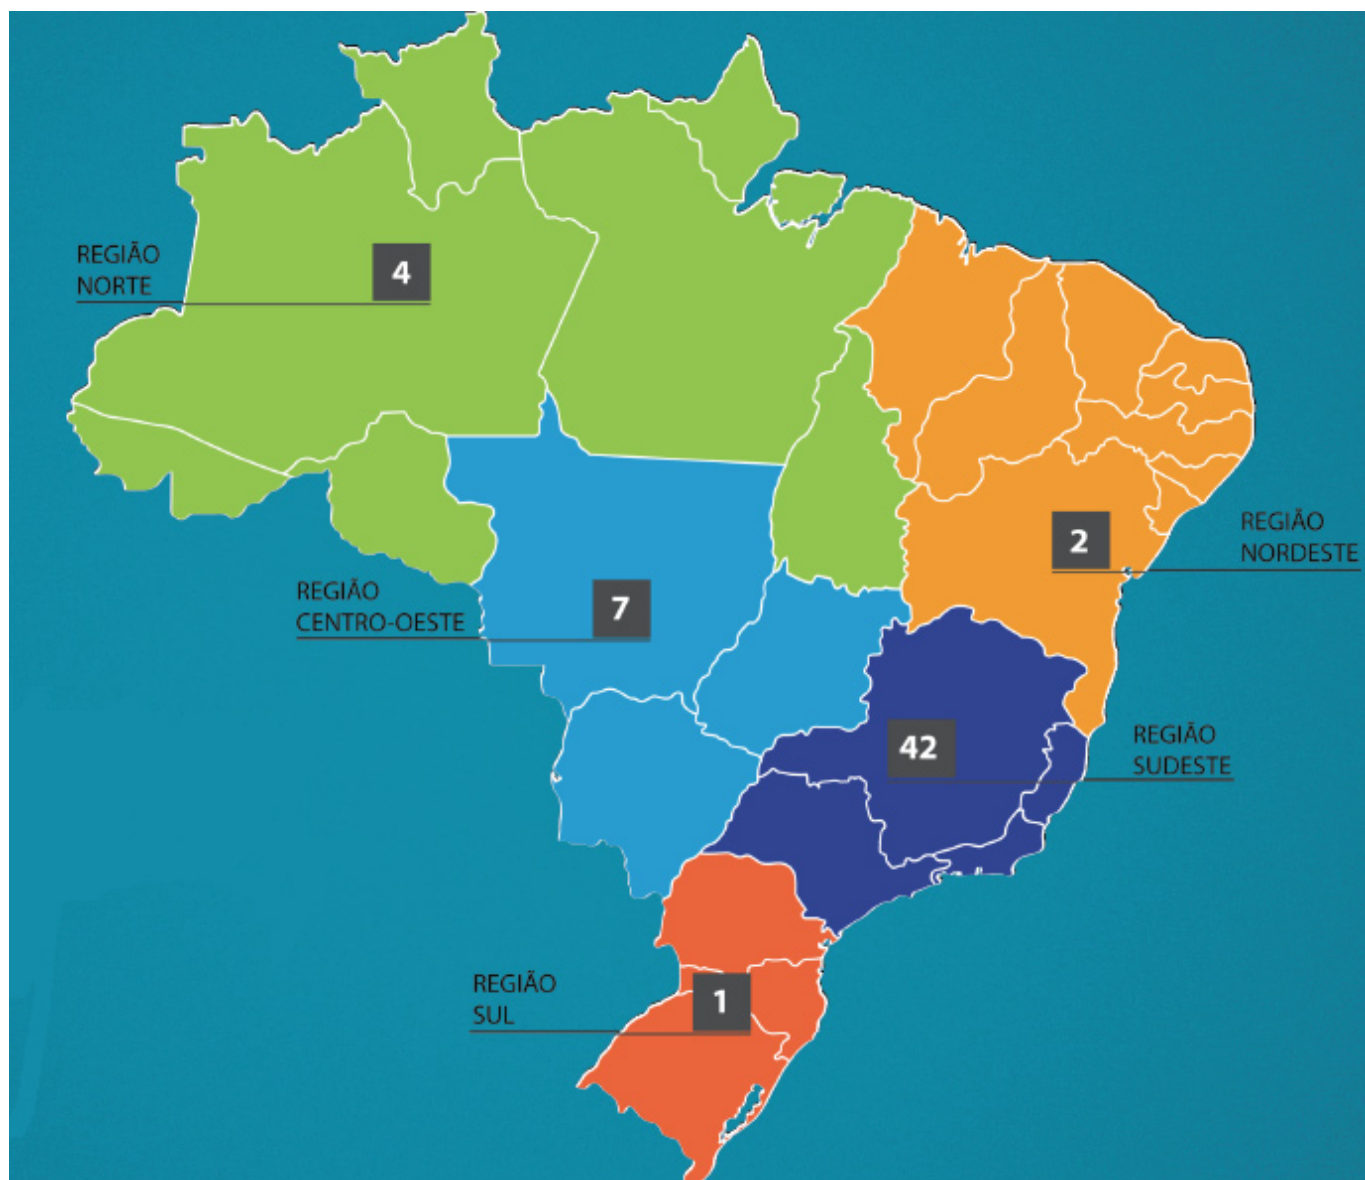 REGIÃO
NORTE
4
2
REGIÃO
NORDESTE
REGIÃO
CENTRO-OESTE
7
42
REGIÃO
SUDESTE
REGIÃO
SUL
1